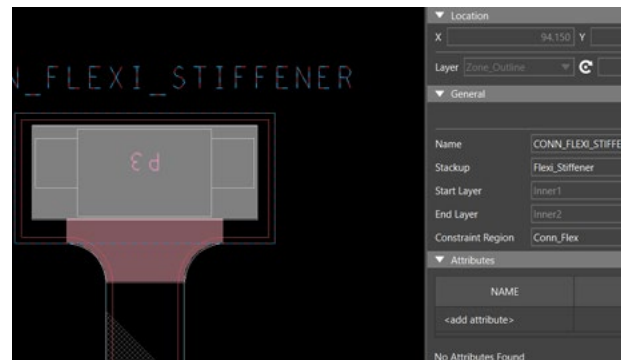 Location
X 94.150 Y
N_FLEXI_STIFFENER
Layer Zone_Outline
General
P3
Name CONN_FLEXI_STIFFE
Stackup Flexi_Stiffener
Start Layer Inner1
End Layer Inner2
Constraint Region Conn_Flex
Attributes
NAME
<add attribute>
No Attributes Found